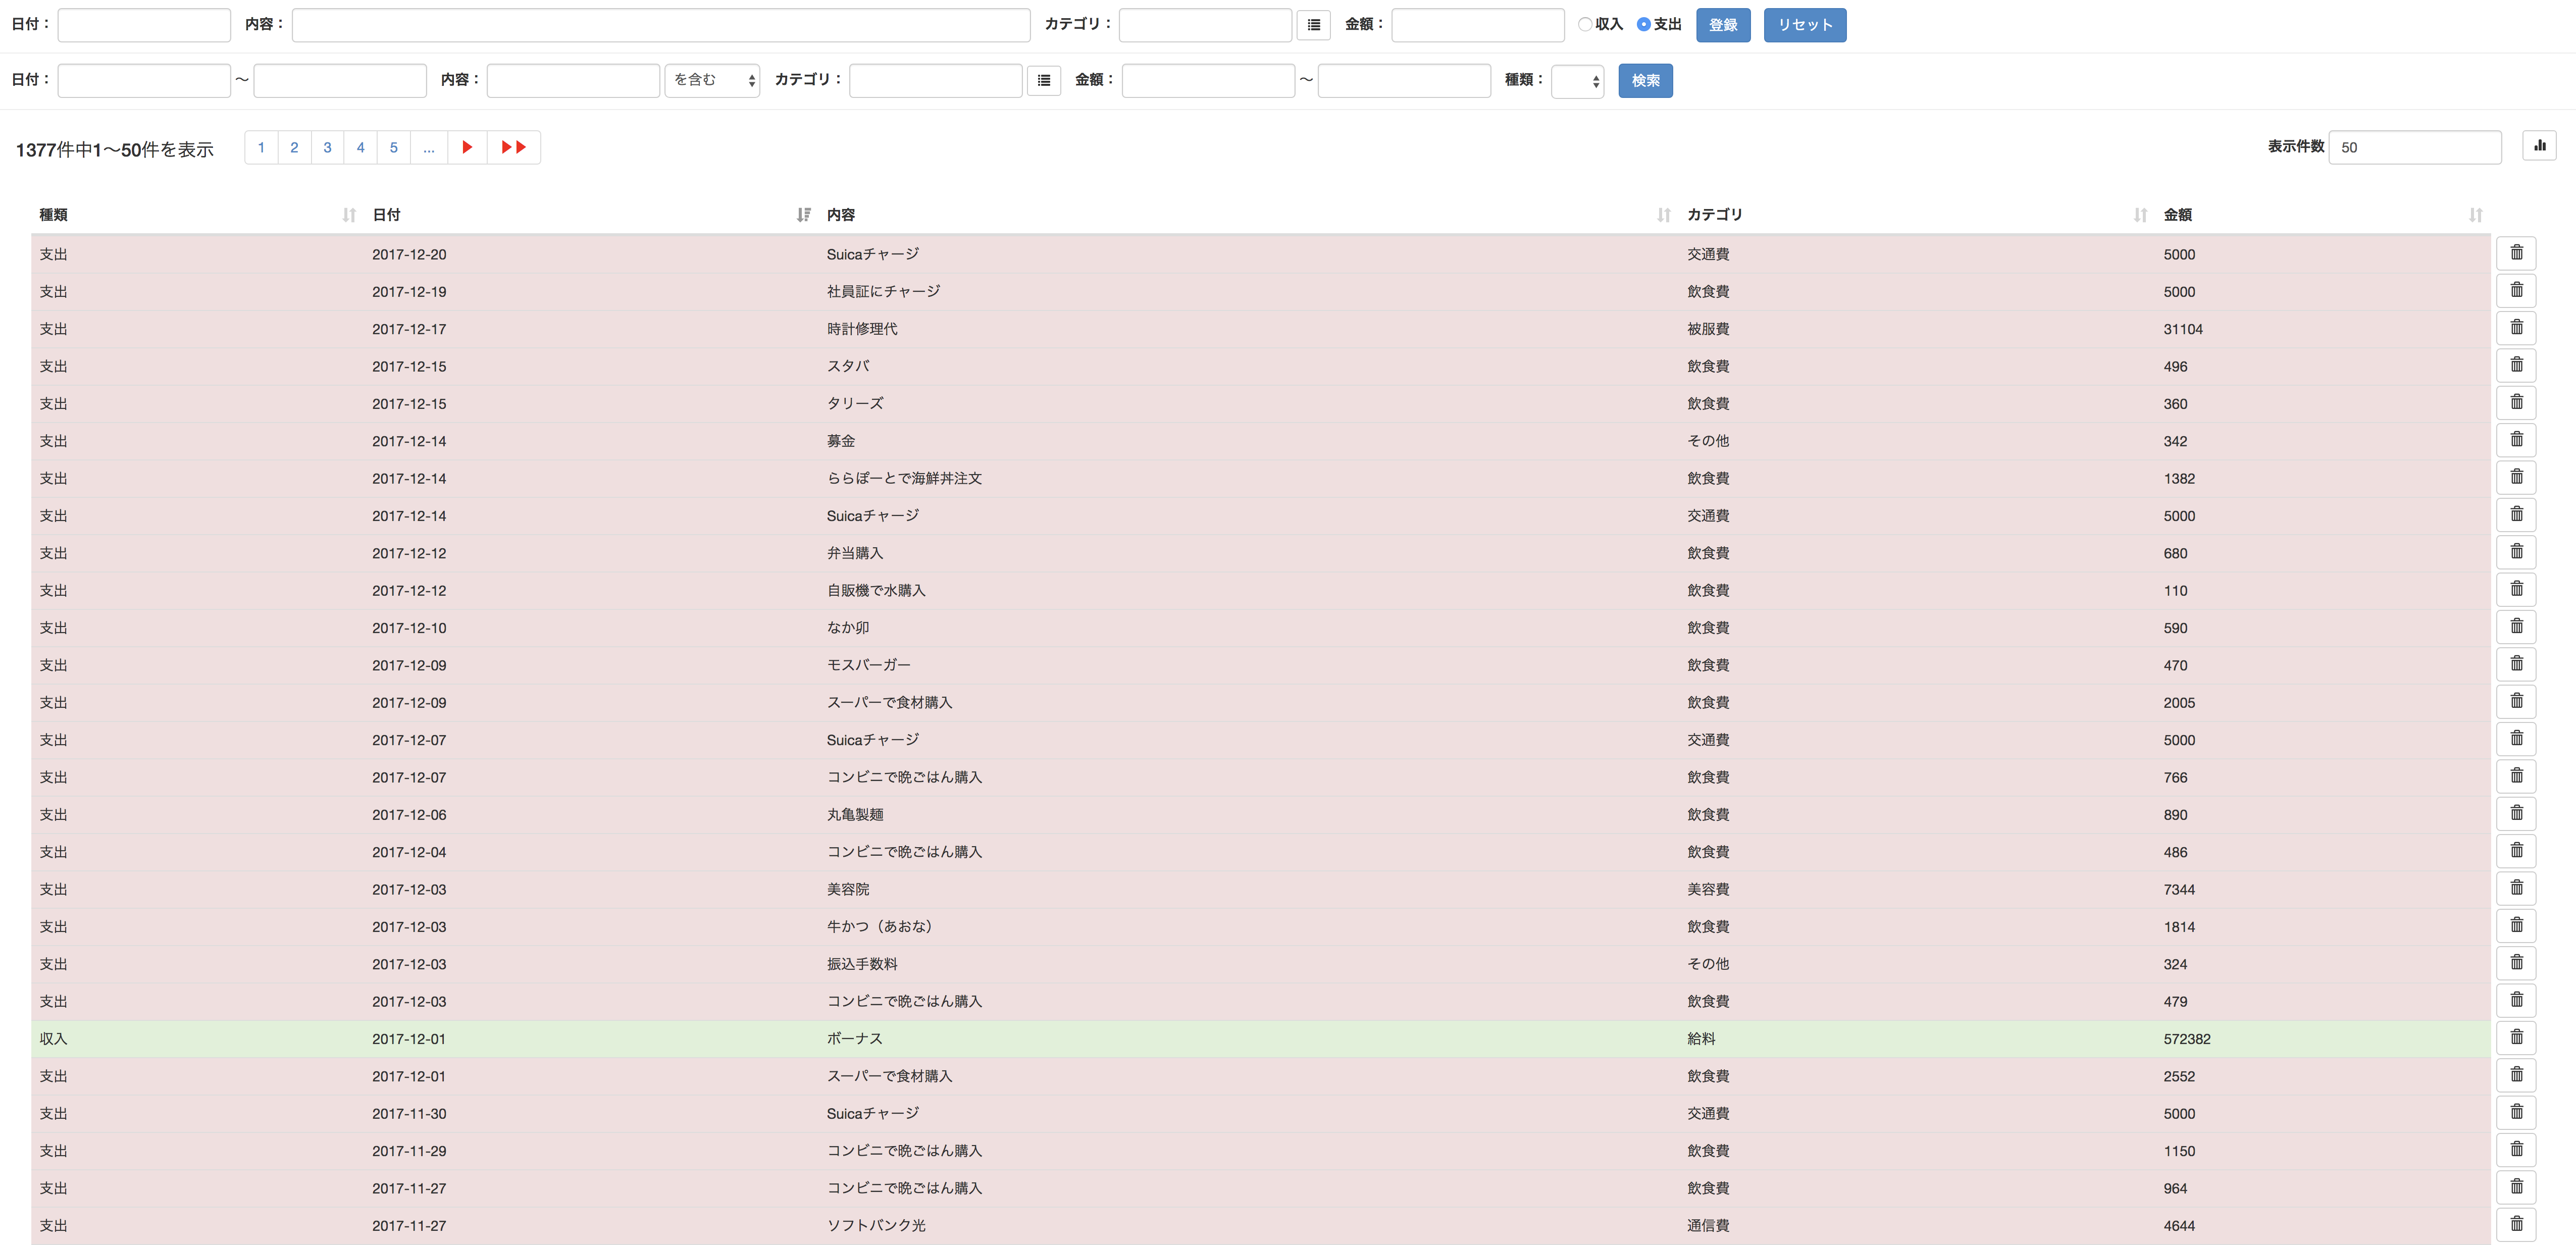 日付： 内容： カテゴリ： 金額： 収入 支出 登録 リセット
日付： 〜 内容： を含む カテゴリ： 金額： 〜 種類： 検索
1377件中1〜50件を表示 1 2 3 4 5 ... 表示件数 50
種類 日付 内容 カテゴリ 金額
支出 2017-12-20 Suicaチャージ 交通費 5000
支出 2017-12-19 社員証にチャージ 飲食費 5000
支出 2017-12-17 時計修理代 被服費 31104
支出 2017-12-15 スタバ 飲食費 496
支出 2017-12-15 タリーズ 飲食費 360
支出 2017-12-14 募金 その他 342
支出 2017-12-14 ららぽーとで海鮮丼注文 飲食費 1382
支出 2017-12-14 Suicaチャージ 交通費 5000
支出 2017-12-12 弁当購入 飲食費 680
支出 2017-12-12 自販機で水購入 飲食費 110
支出 2017-12-10 なか卯 飲食費 590
支出 2017-12-09 モスバーガー 飲食費 470
支出 2017-12-09 スーパーで食材購入 飲食費 2005
支出 2017-12-07 Suicaチャージ 交通費 5000
支出 2017-12-07 コンビニで晩ごはん購入 飲食費 766
支出 2017-12-06 丸亀製麺 飲食費 890
支出 2017-12-04 コンビニで晩ごはん購入 飲食費 486
支出 2017-12-03 美容院 美容費 7344
支出 2017-12-03 牛かつ（あおな） 飲食費 1814
支出 2017-12-03 振込手数料 その他 324
支出 2017-12-03 コンビニで晩ごはん購入 飲食費 479
収入 2017-12-01 ボーナス 給料 572382
支出 2017-12-01 スーパーで食材購入 飲食費 2552
支出 2017-11-30 Suicaチャージ 交通費 5000
支出 2017-11-29 コンビニで晩ごはん購入 飲食費 1150
支出 2017-11-27 コンビニで晩ごはん購入 飲食費 964
支出 2017-11-27 ソフトバンク光 通信費 4644